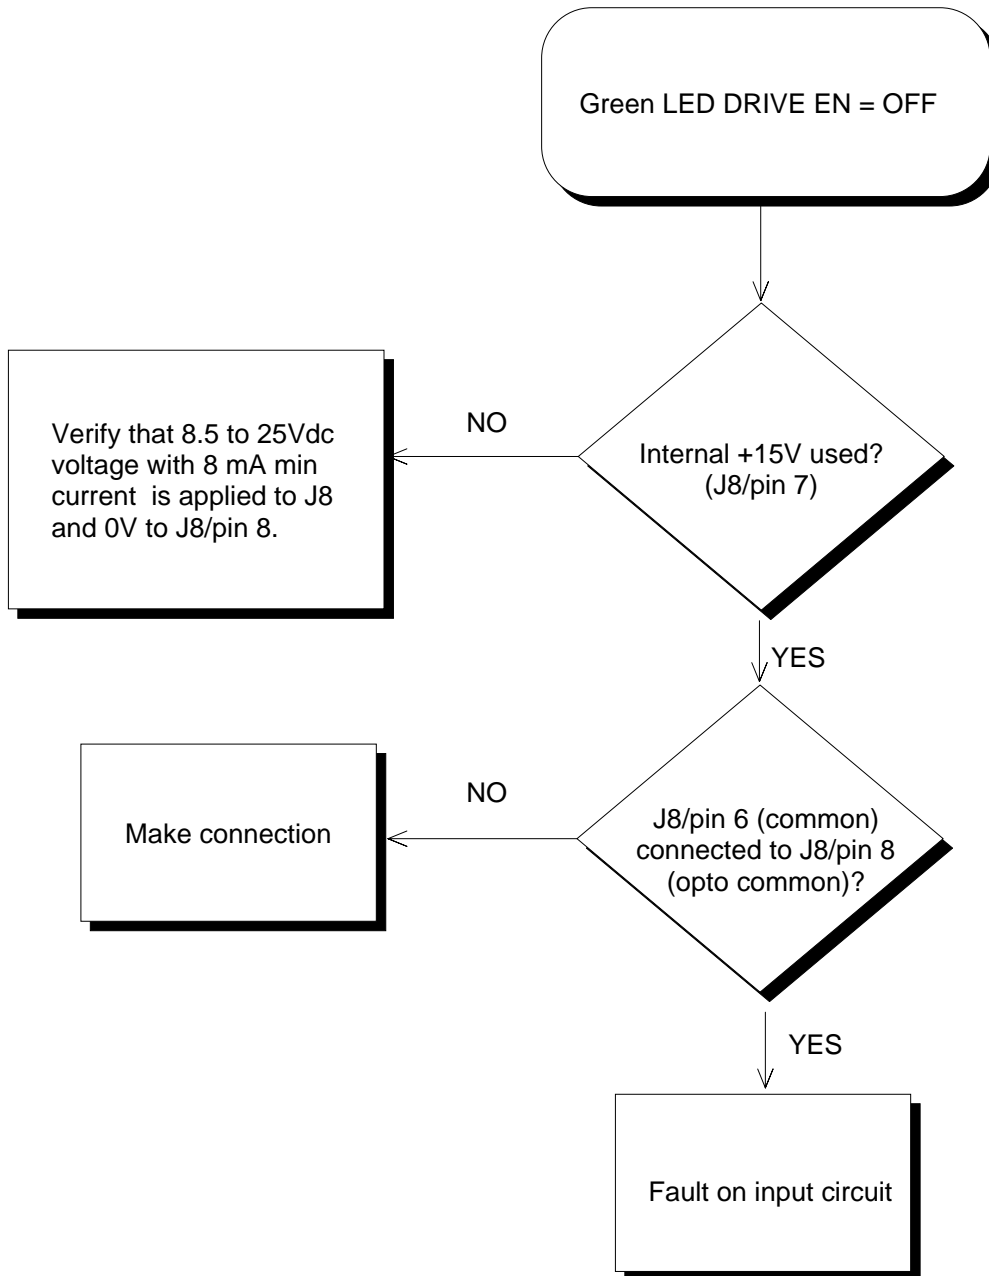 Green LED DRIVE EN = OFF
NO
Internal +15V used?
(J8/pin 7)
Verify that 8.5 to 25Vdc
voltage with 8 mA min
current  is applied to J8
and 0V to J8/pin 8.
YES
NO
J8/pin 6 (common)
connected to J8/pin 8
(opto common)?
Make connection
YES
Fault on input circuit